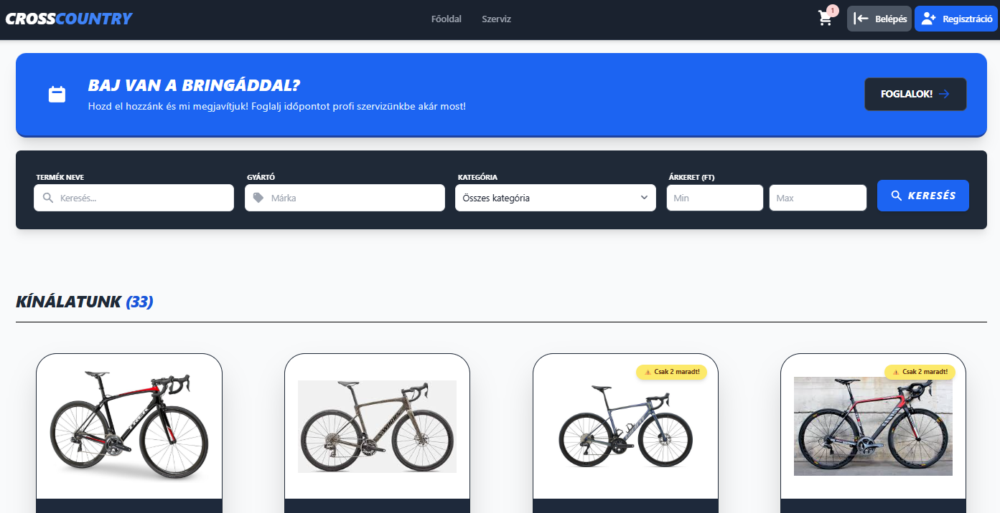 CROSSCOUNTRY
Főoldal
Szerviz
1
Belépés
Regisztráció
BAJ VAN A BRINGÁDDAL?
Hozd el hozzánk és mi megjavítjuk! Foglalj időpontot profi szervizünkbe akár most!
FOGLALOK!
TERMÉK NEVE
Keresés...
GYÁRTÓ
Márka
KATEGÓRIA
Összes kategória
ÁRKERET (FT)
Min
Max
KERESÉS
KÍNÁLATUNK (33)
TREK
S-WORKS
Csak 2 maradt!
Csak 2 maradt!